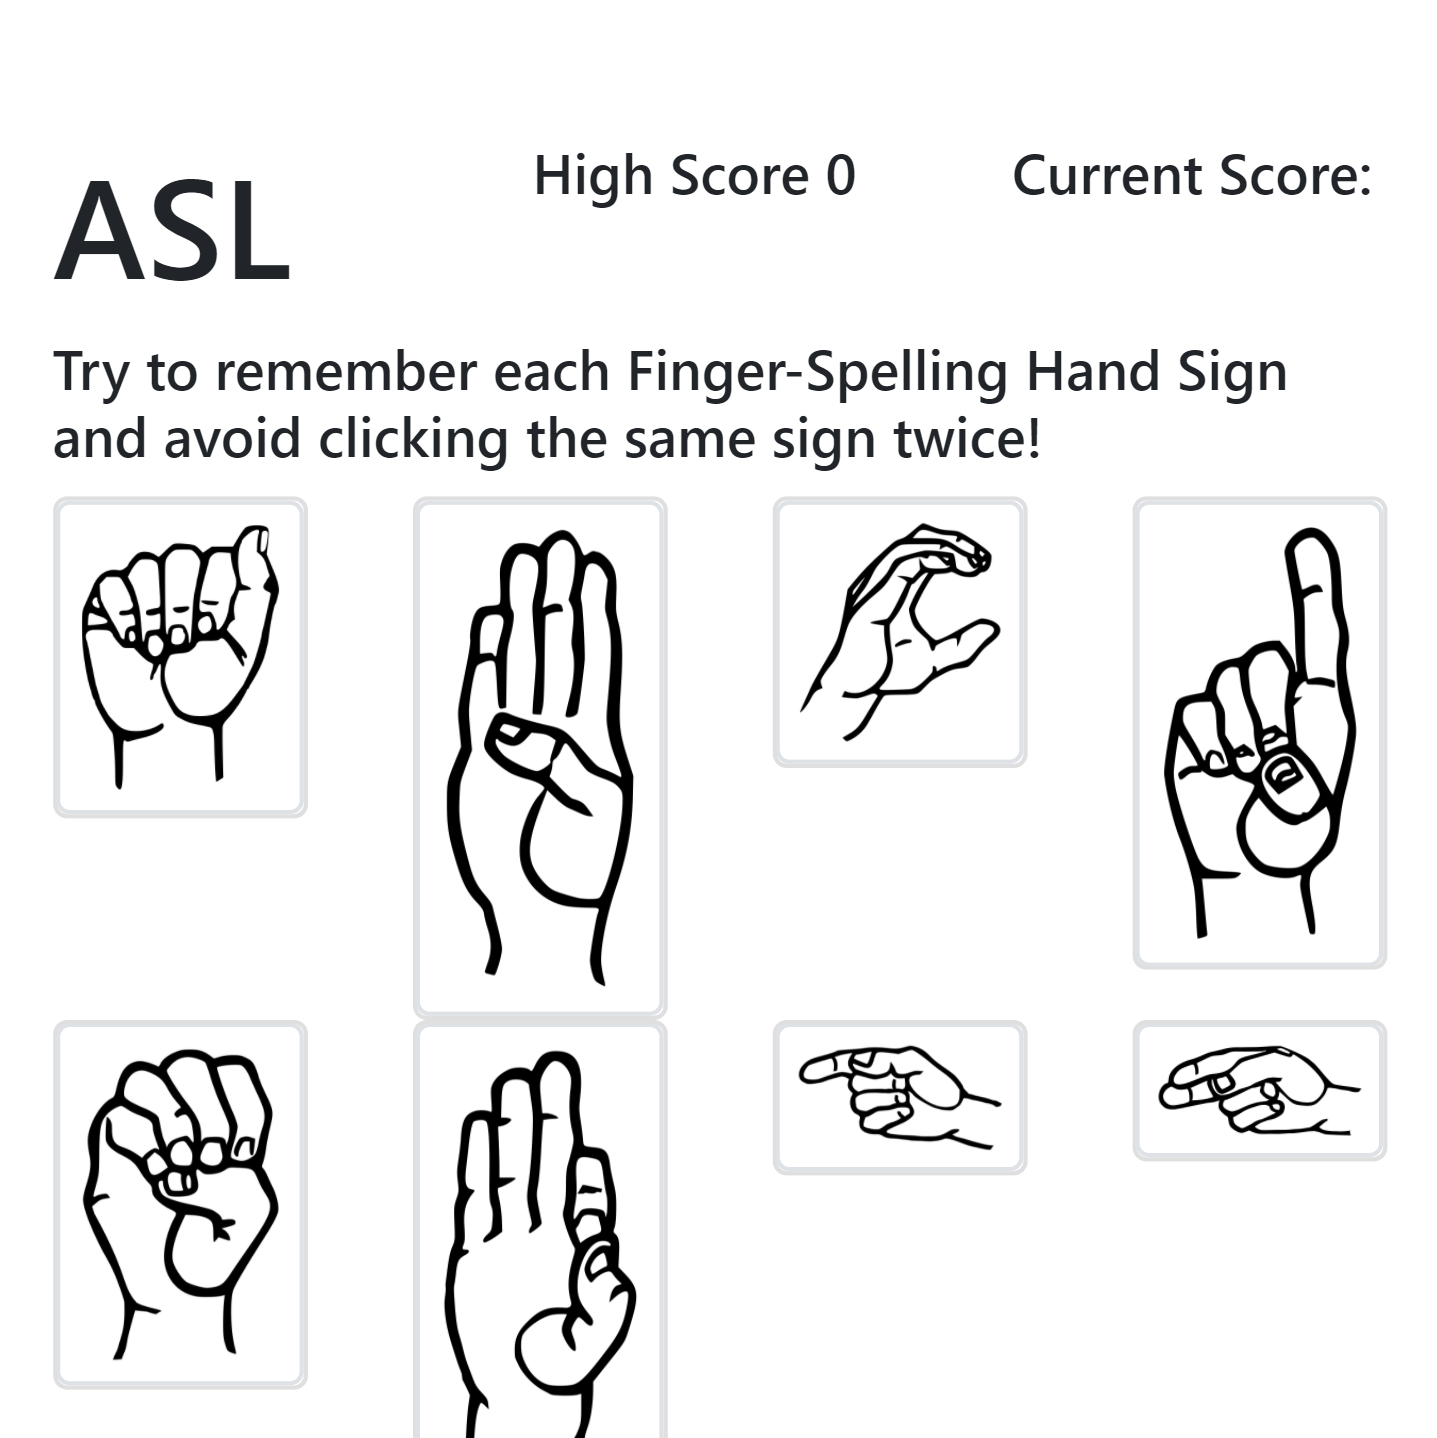 ASL
High Score 0
Current Score:
Try to remember each Finger-Spelling Hand Sign
and avoid clicking the same sign twice!